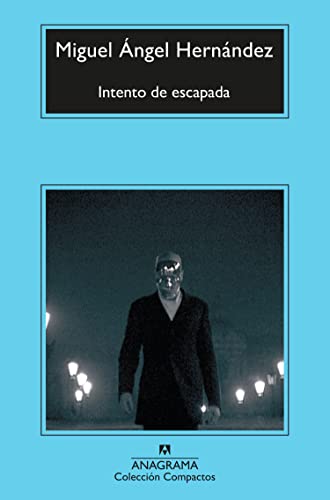 Miguel Ángel Hernández
Intento de escapada
ANAGRAMA
Colección Compactos